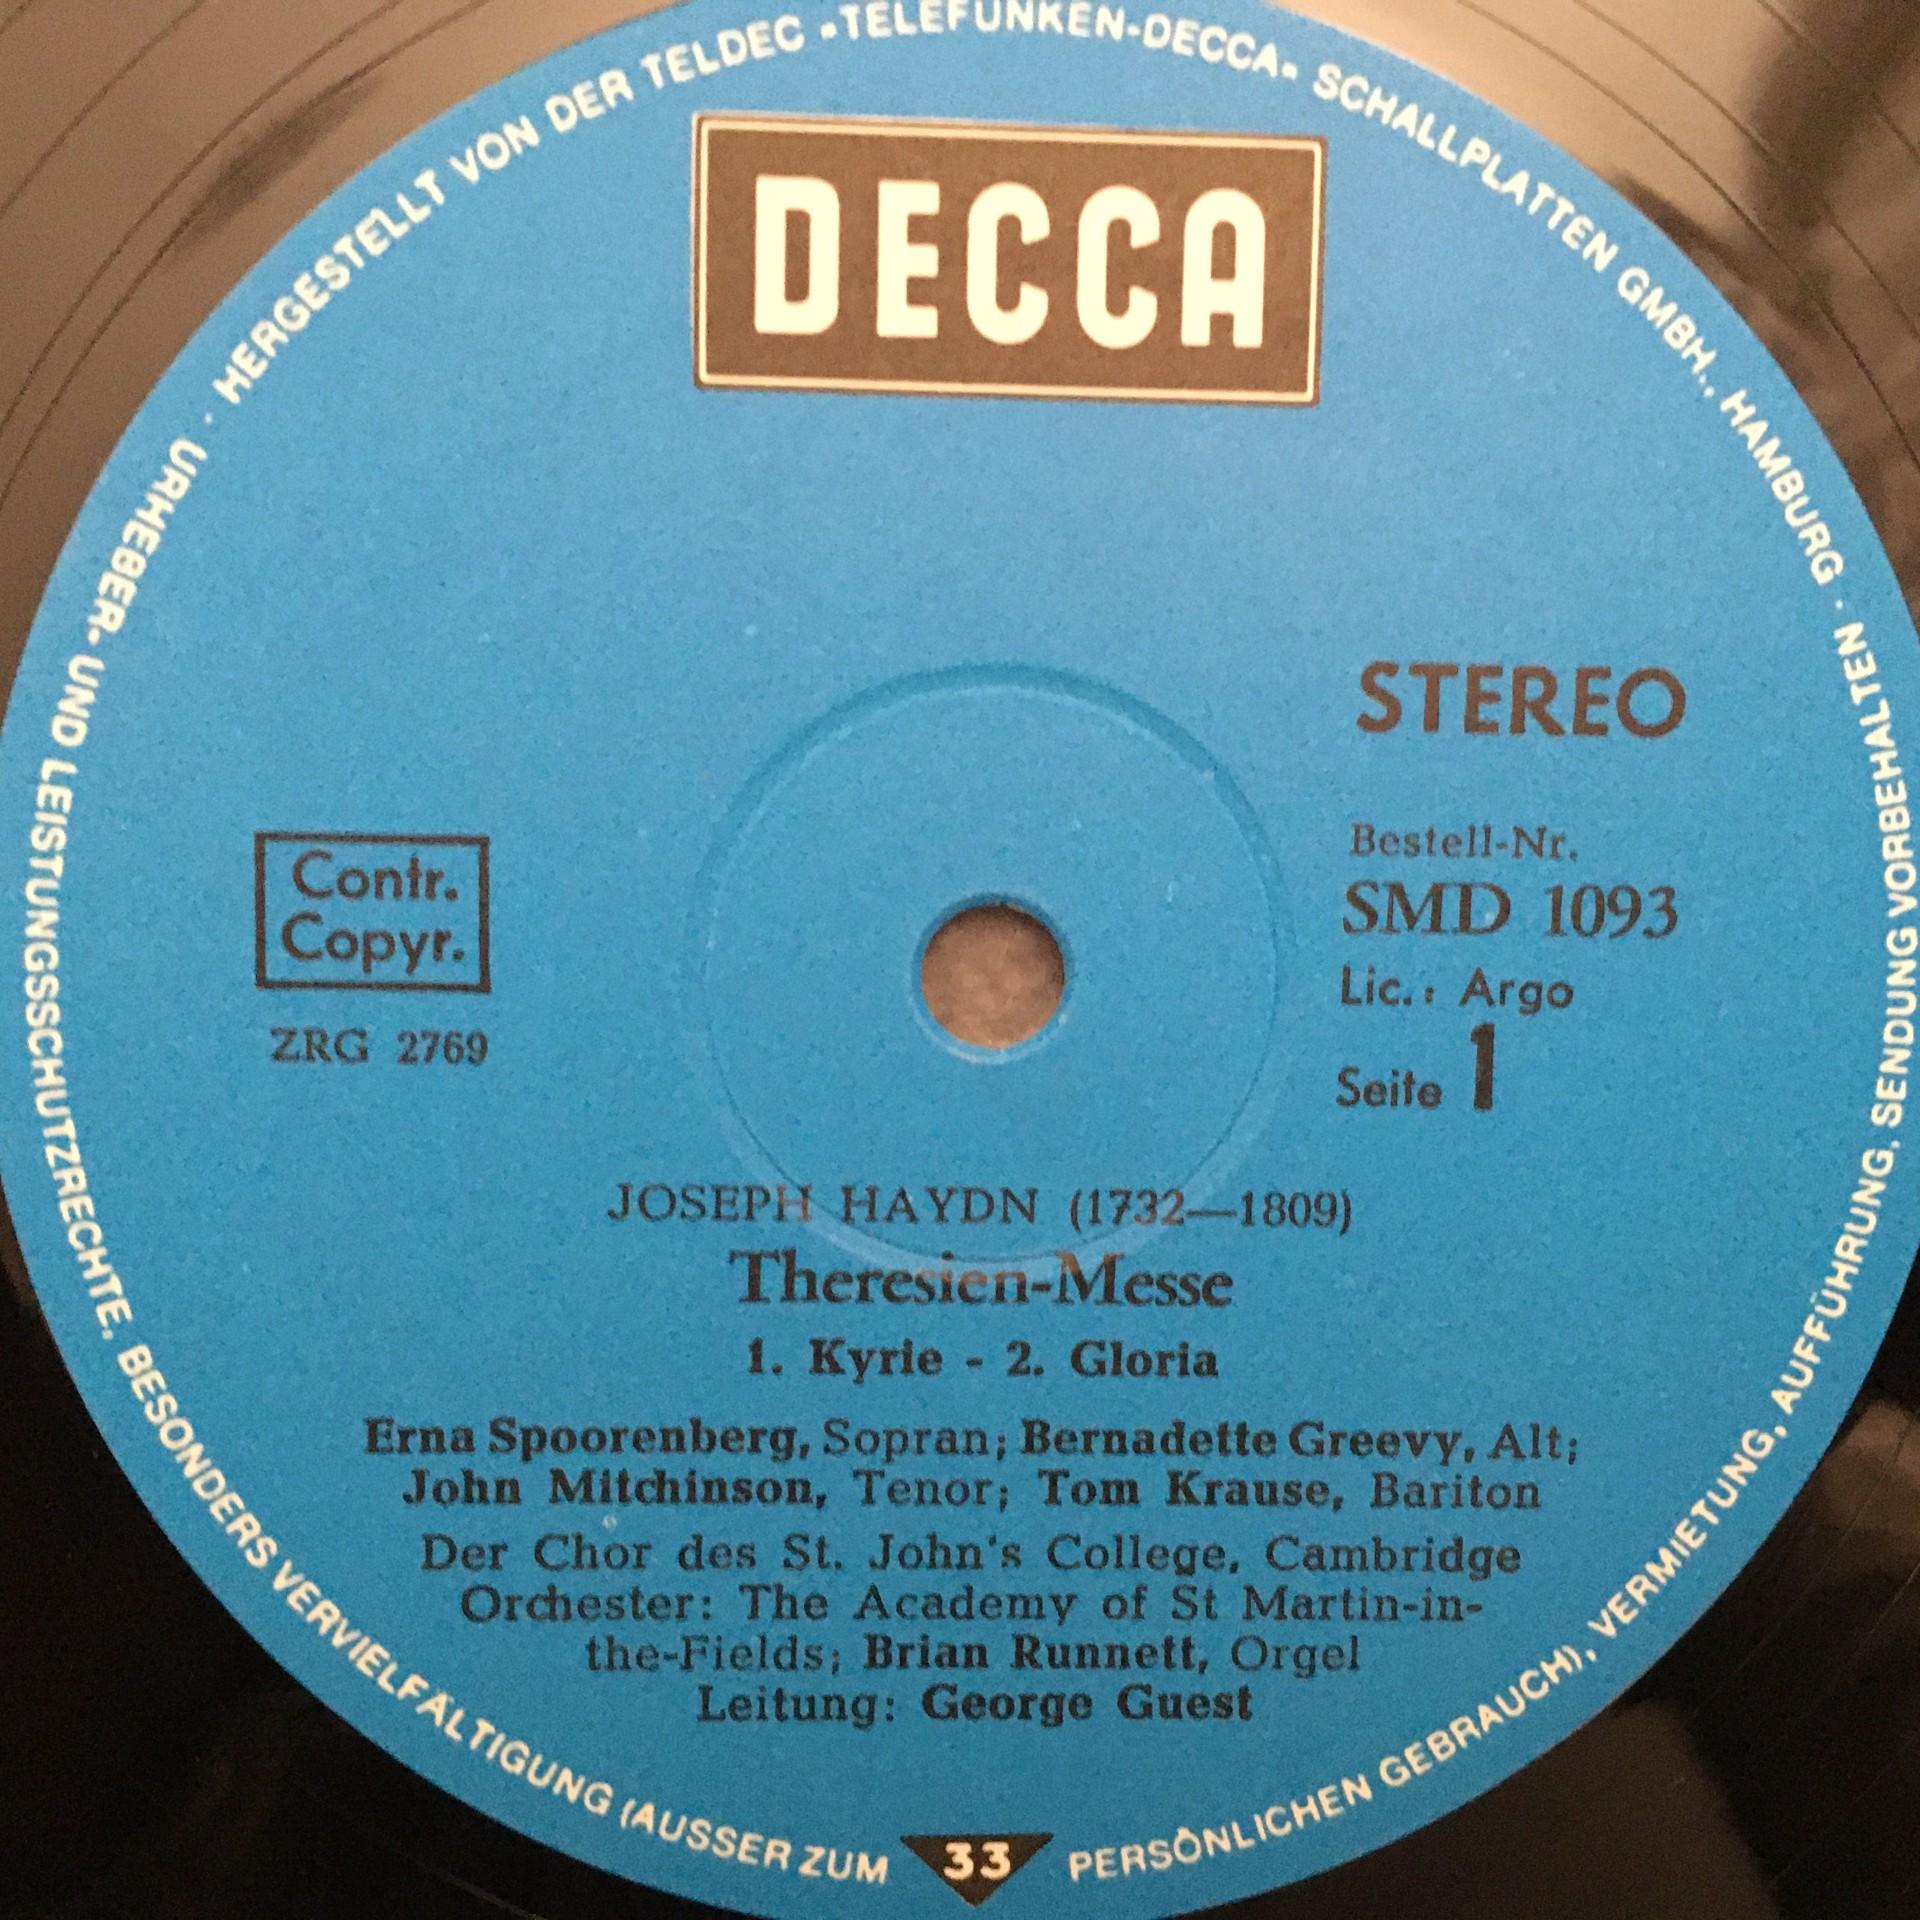 HERGESTELLT VON DER TELDEC »TELEFUNKEN-DECCA« SCHALLPLATTEN GMBH., HAMBURG ·
URHEBER- UND LEISTUNGSSCHUTZRECHTE, BESONDERS VERVIELFÄLTIGUNG (AUSSER ZUM PERSÖNLICHEN GEBRAUCH), VERMIETUNG, AUFFÜHRUNG, SENDUNG VORBEHALTEN ·
DECCA
STEREO
Contr.
Copyr.
ZRG 2769
Bestell-Nr.
SMD 1093
Lic.: Argo
Seite 1
JOSEPH HAYDN (1732—1809)
Theresien-Messe
1. Kyrie - 2. Gloria
Erna Spoorenberg, Sopran; Bernadette Greevy, Alt;
John Mitchinson, Tenor; Tom Krause, Bariton
Der Chor des St. John's College, Cambridge
Orchester: The Academy of St Martin-in-
the-Fields; Brian Runnett, Orgel
Leitung: George Guest
33